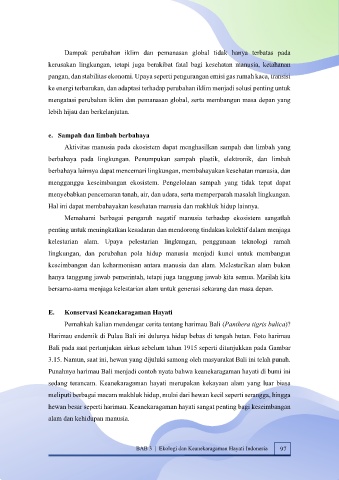 Dampak perubahan iklim dan pemanasan global tidak hanya terbatas pada
kerusakan lingkungan, tetapi juga berakibat fatal bagi kesehatan manusia, ketahanan
pangan, dan stabilitas ekonomi. Upaya seperti pengurangan emisi gas rumah kaca, transisi
ke energi terbarukan, dan adaptasi terhadap perubahan iklim menjadi solusi penting untuk
mengatasi perubahan iklim dan pemanasan global, serta membangun masa depan yang
lebih hijau dan berkelanjutan.
e. Sampah dan limbah berbahaya
Aktivitas manusia pada ekosistem dapat menghasilkan sampah dan limbah yang
berbahaya pada lingkungan. Penumpukan sampah plastik, elektronik, dan limbah
berbahaya lainnya dapat mencemari lingkungan, membahayakan kesehatan manusia, dan
mengganggu keseimbangan ekosistem. Pengelolaan sampah yang tidak tepat dapat
menyebabkan pencemaran tanah, air, dan udara, serta memperparah masalah lingkungan.
Hal ini dapat membahayakan kesehatan manusia dan makhluk hidup lainnya.
Memahami berbagai pengaruh negatif manusia terhadap ekosistem sangatlah
penting untuk meningkatkan kesadaran dan mendorong tindakan kolektif dalam menjaga
kelestarian alam. Upaya pelestarian lingkungan, penggunaan teknologi ramah
lingkungan, dan perubahan pola hidup manusia menjadi kunci untuk membangun
keseimbangan dan keharmonisan antara manusia dan alam. Melestarikan alam bukan
hanya tanggung jawab pemerintah, tetapi juga tanggung jawab kita semua. Marilah kita
bersama-sama menjaga kelestarian alam untuk generasi sekarang dan masa depan.
E. Konservasi Keanekaragaman Hayati
Pernahkah kalian mendengar cerita tentang harimau Bali (Panthera tigris balica)?
Harimau endemik di Pulau Bali ini dulunya hidup bebas di tengah hutan. Foto harimau
Bali pada saat pertunjukan sirkus sebelum tahun 1915 seperti ditunjukkan pada Gambar
3.15. Namun, saat ini, hewan yang dijuluki samong oleh masyarakat Bali ini telah punah.
Punahnya harimau Bali menjadi contoh nyata bahwa keanekaragaman hayati di bumi ini
sedang terancam. Keanekaragaman hayati merupakan kekayaan alam yang luar biasa
meliputi berbagai macam makhluk hidup, mulai dari hewan kecil seperti serangga, hingga
hewan besar seperti harimau. Keanekaragaman hayati sangat penting bagi keseimbangan
alam dan kehidupan manusia.
BAB 3 | Ekologi dan Keanekaragaman Hayati Indonesia 97